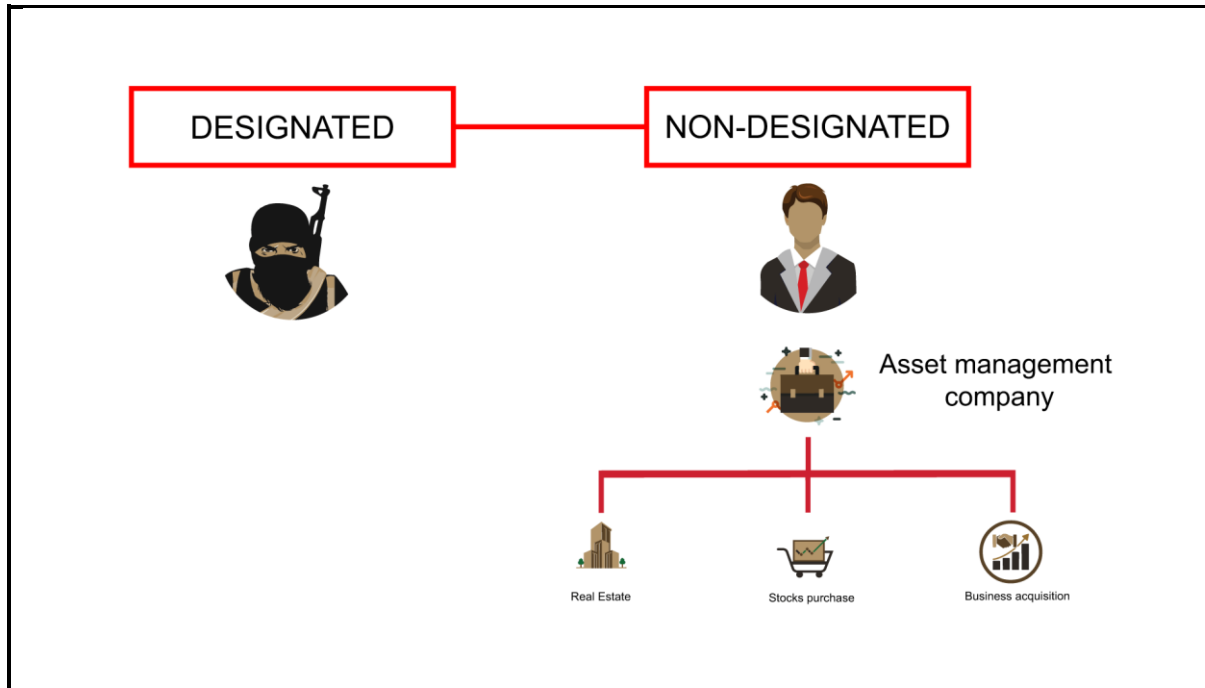 DESIGNATED
NON-DESIGNATED
Asset management
company
Real Estate
Stocks purchase
Business acquisition